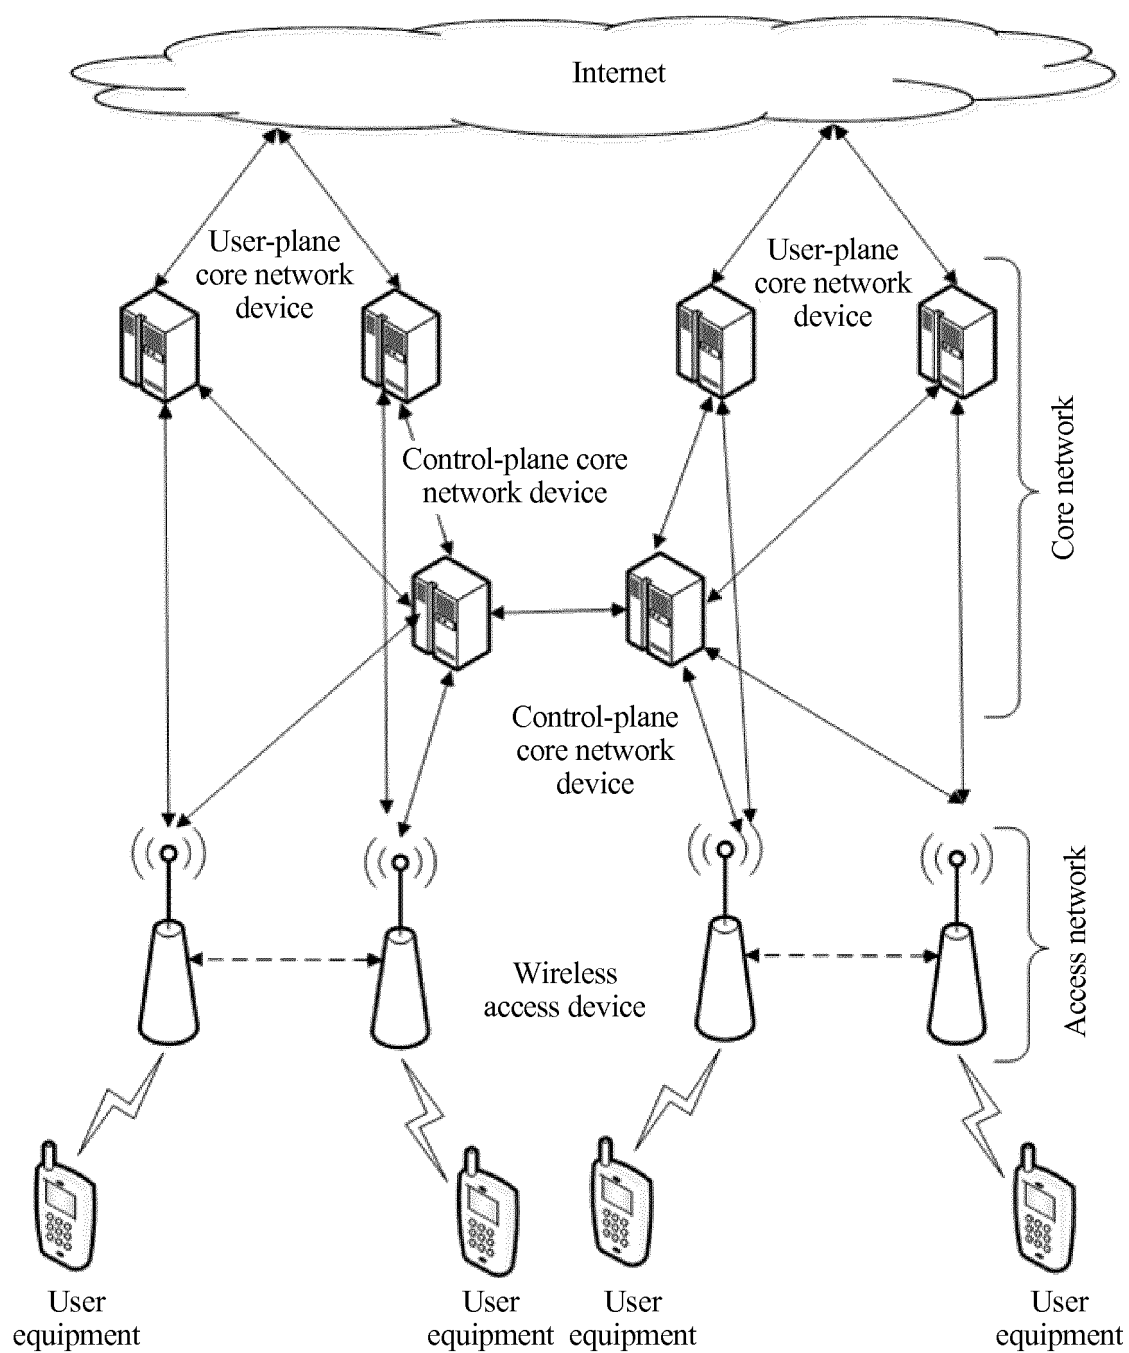 Internet
User-plane
core network
device
User-plane
core network
device
Control-plane core
network device
Core network
Control-plane
core network
device
Wireless
access device
Access network
User
equipment
User
equipment
User
equipment
User
equipment